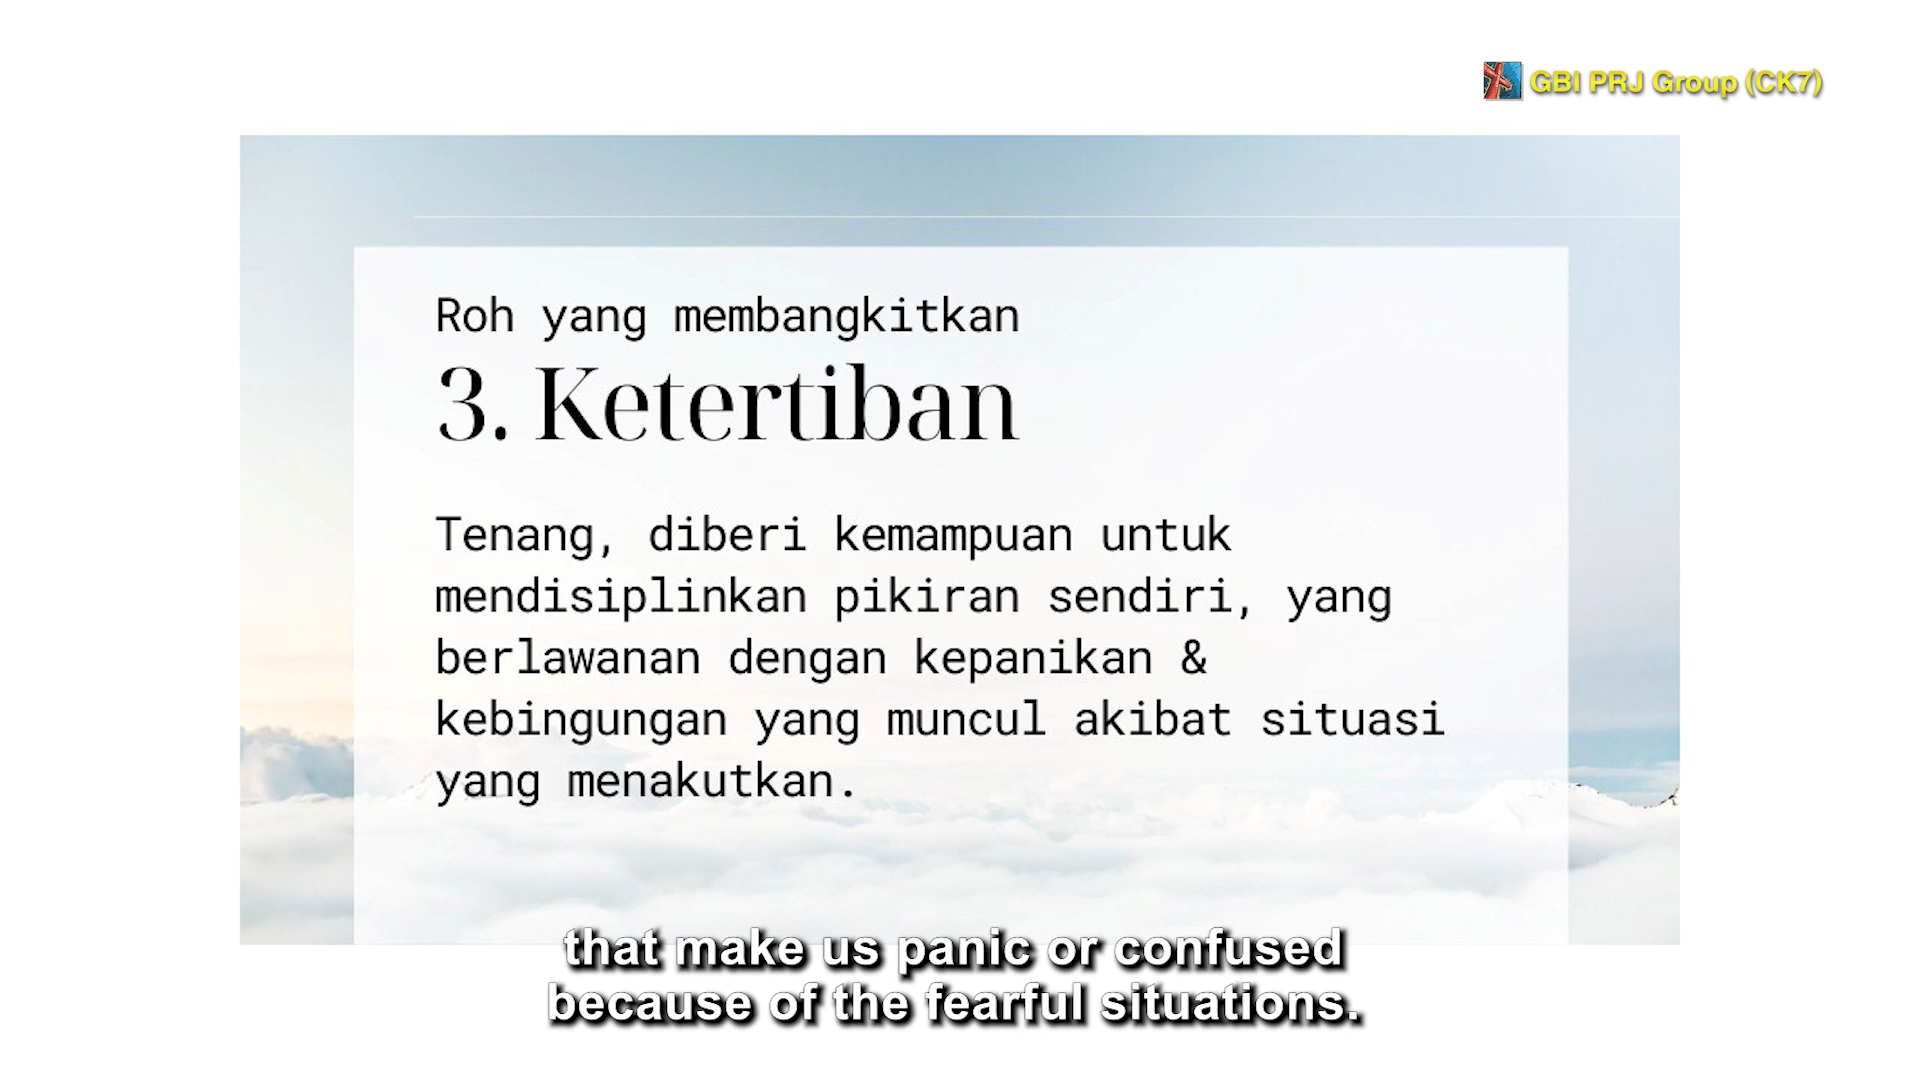 GBI PRJ Group (CK7)
Roh yang membangkitkan
3. Ketertiban
Tenang, diberi kemampuan untuk
mendisiplinkan pikiran sendiri, yang
berlawanan dengan kepanikan &
kebingungan yang muncul akibat situasi
yang menakutkan.
that make us panic or confused
because of the fearful situations.